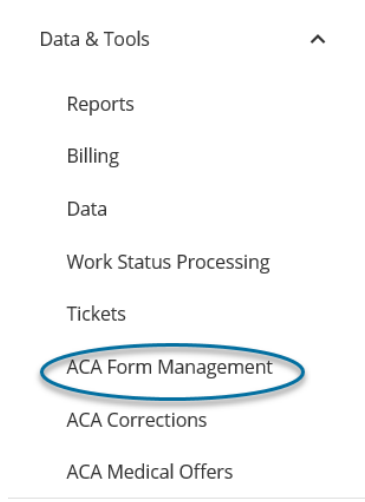 Data & Tools
Reports
Billing
Data
Work Status Processing
Tickets
ACA Form Management
ACA Corrections
ACA Medical Offers